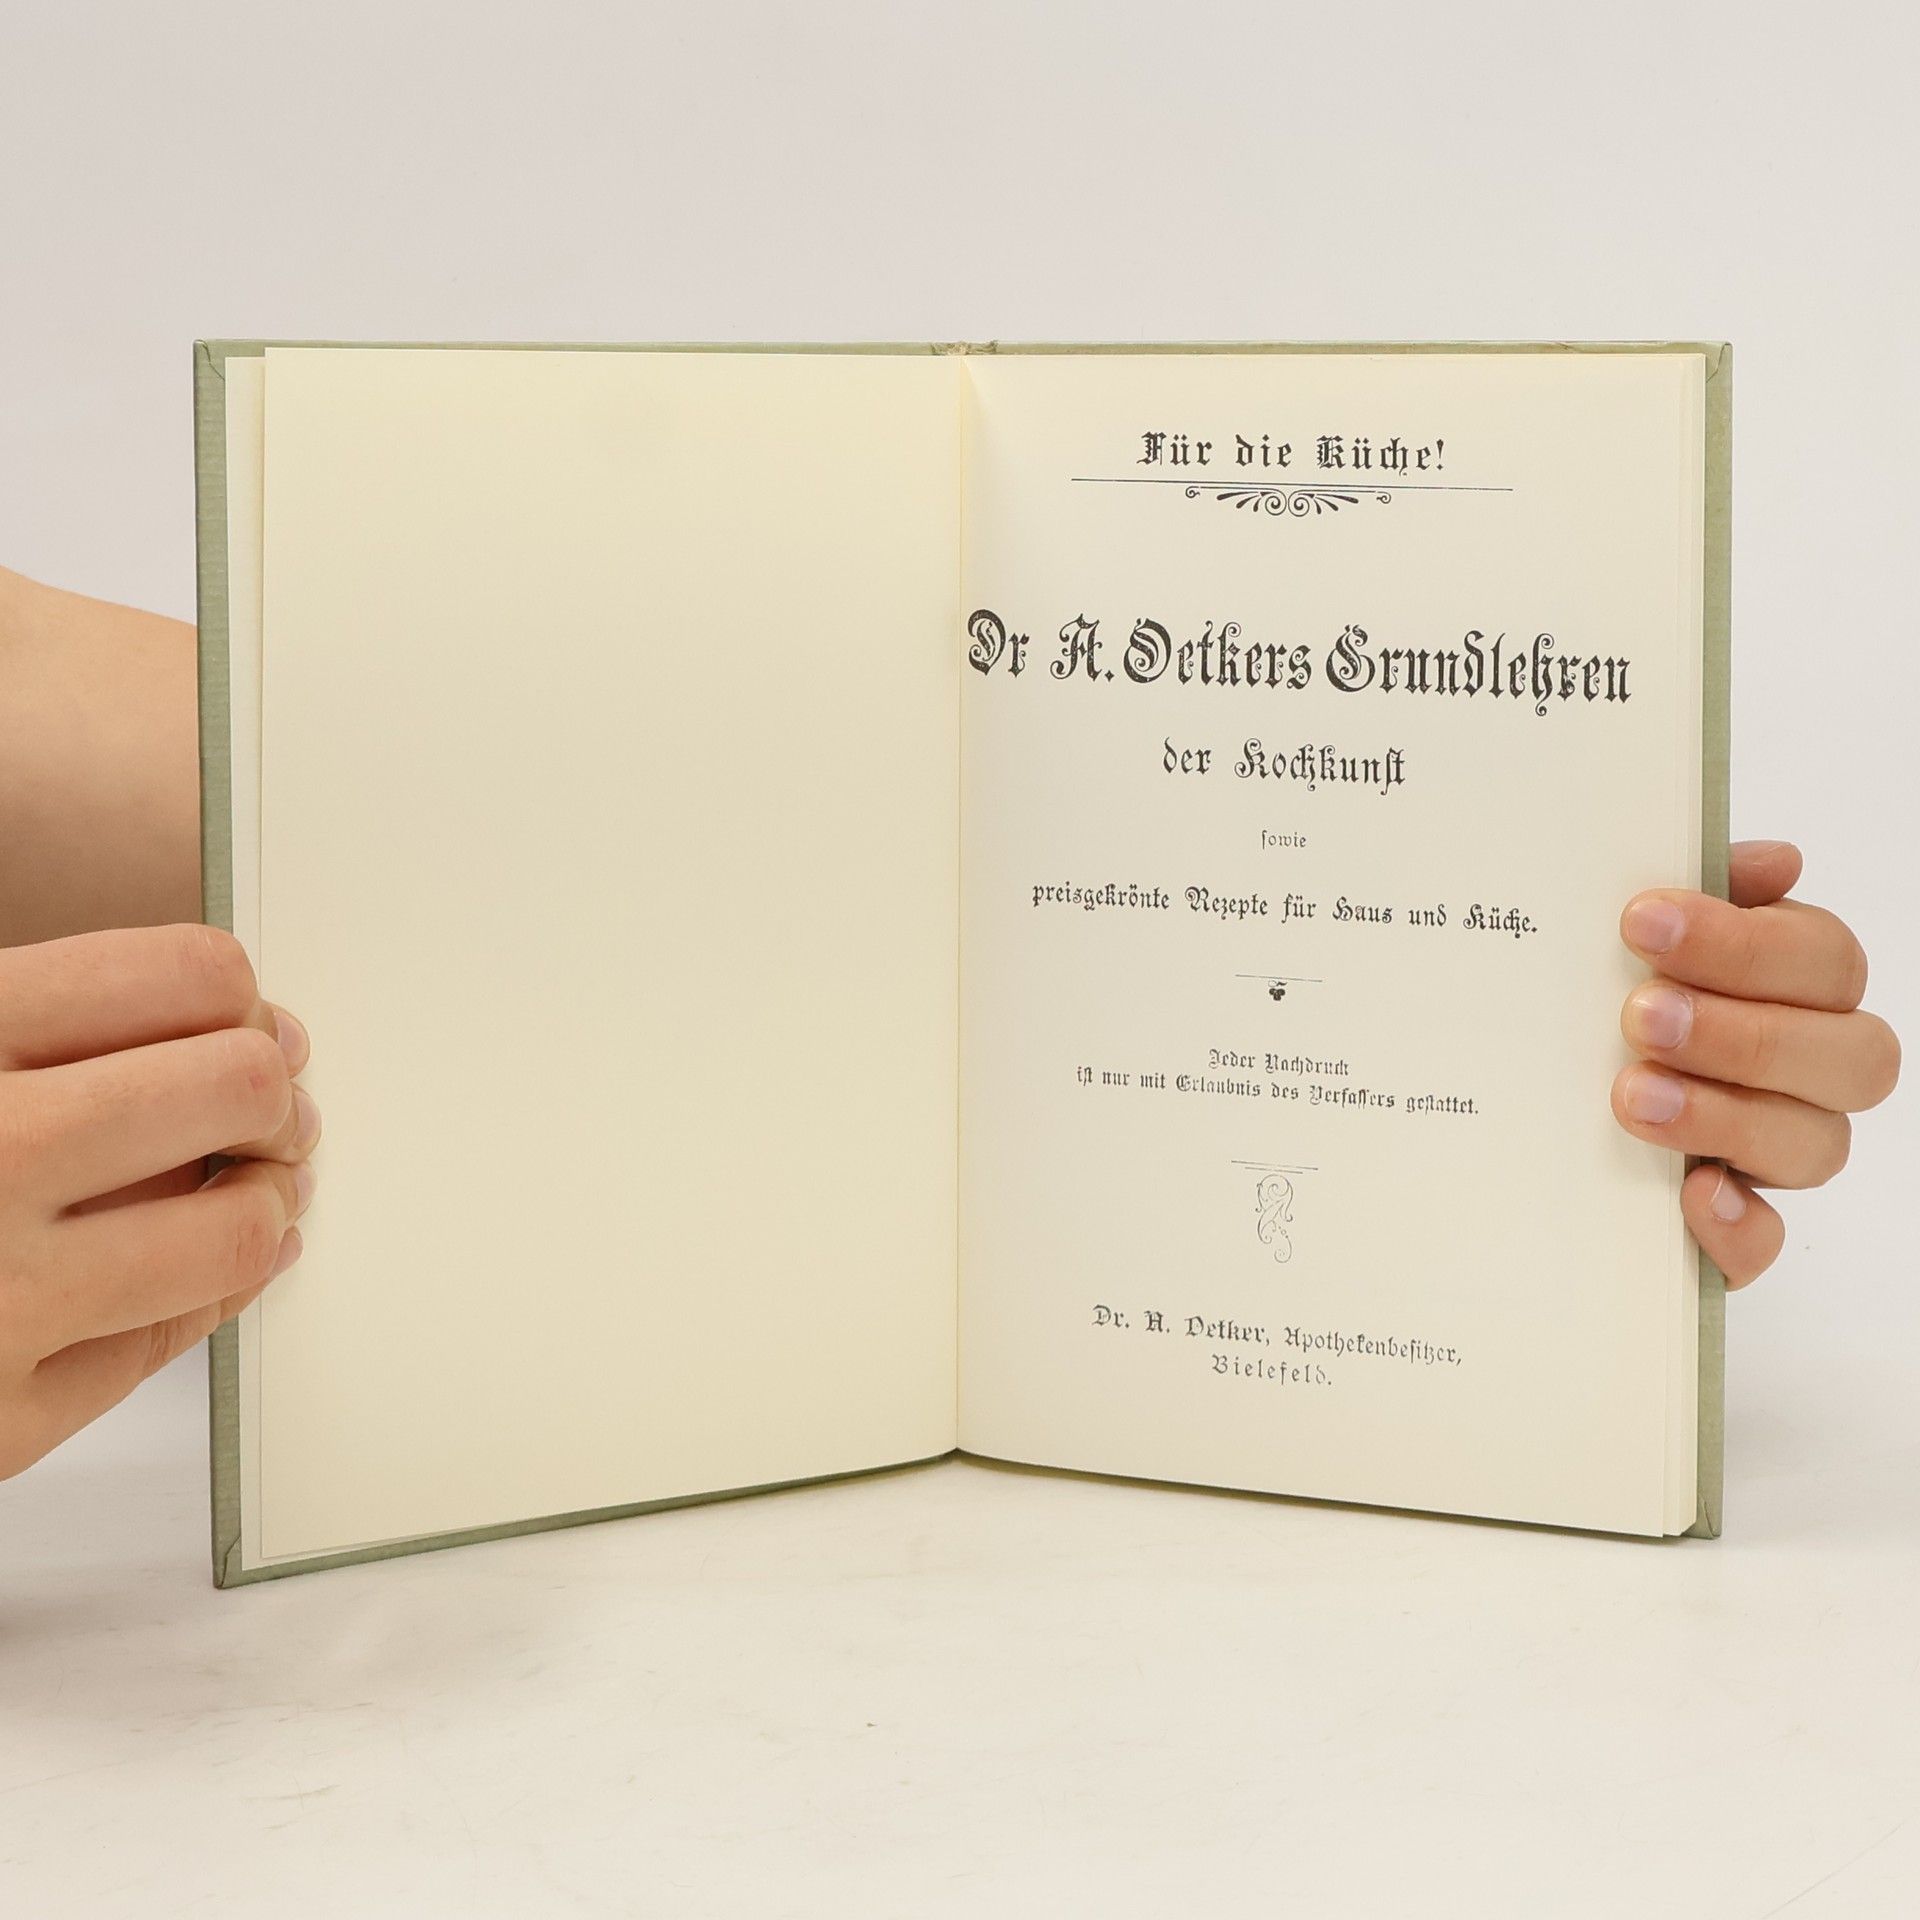 Für die Küche!
Dr A. Oetkers Grundlehren
der Kochkunſt
ſowie
preisgekrönte Rezepte für Haus und Küche.
Jeder Nachdruck
iſt nur mit Erlaubnis des Verfaſſers geſtattet.
Dr. A. Oetker, Apothekenbeſitzer,
Bielefeld.